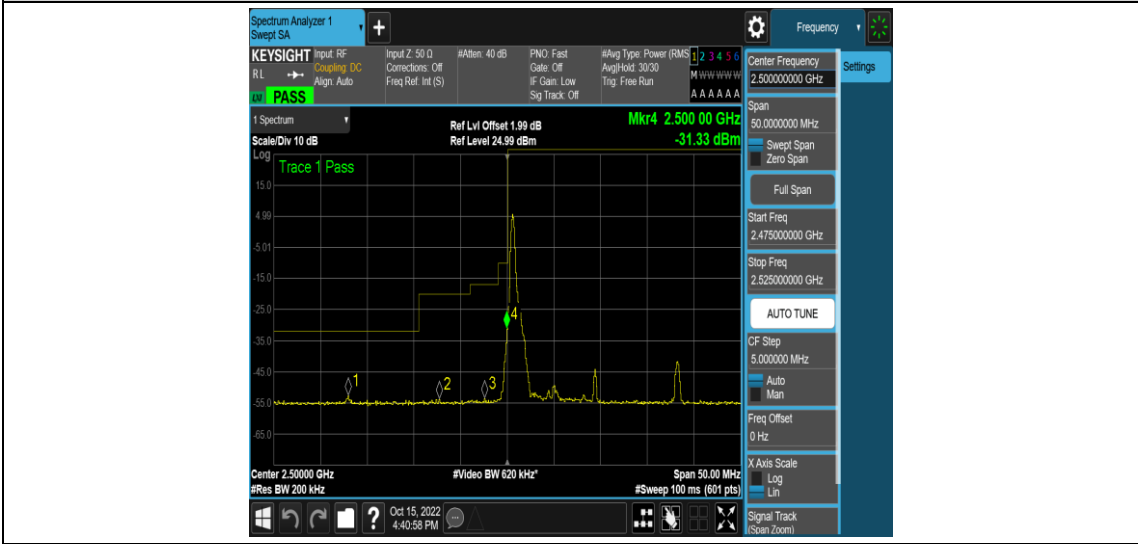 Spectrum Analyzer 1
Swept SA
Frequency
KEYSIGHT
RL
PASS
Input: RF
Coupling: DC
Align: Auto
Input Z: 50 Ω
Corrections: Off
Freq Ref: Int (S)
#Atten: 40 dB
PNO: Fast
Gate: Off
IF Gain: Low
Sig Track: Off
#Avg Type: Power (RMS
Avg|Hold: 30/30
Trig: Free Run
1 2 3 4 5 6
M W W W W W
A A A A A A
1 Spectrum
Scale/Div 10 dB
Ref Lvl Offset 1.99 dB
Ref Level 24.99 dBm
Mkr4 2.500 00 GHz
-31.33 dBm
Log
Trace 1 Pass
15.0
4.99
-5.01
-15.0
-25.0
-35.0
-45.0
-55.0
-65.0
1
2
3
4
Center 2.50000 GHz
#Res BW 200 kHz
#Video BW 620 kHz*
Span 50.00 MHz
#Sweep 100 ms (601 pts)
Oct 15, 2022
4:40:58 PM
Center Frequency
2.500000000 GHz
Settings
Span
50.0000000 MHz
Swept Span
Zero Span
Full Span
Start Freq
2.475000000 GHz
Stop Freq
2.525000000 GHz
AUTO TUNE
CF Step
5.000000 MHz
Auto
Man
Freq Offset
0 Hz
X Axis Scale
Log
Lin
Signal Track
(Span Zoom)